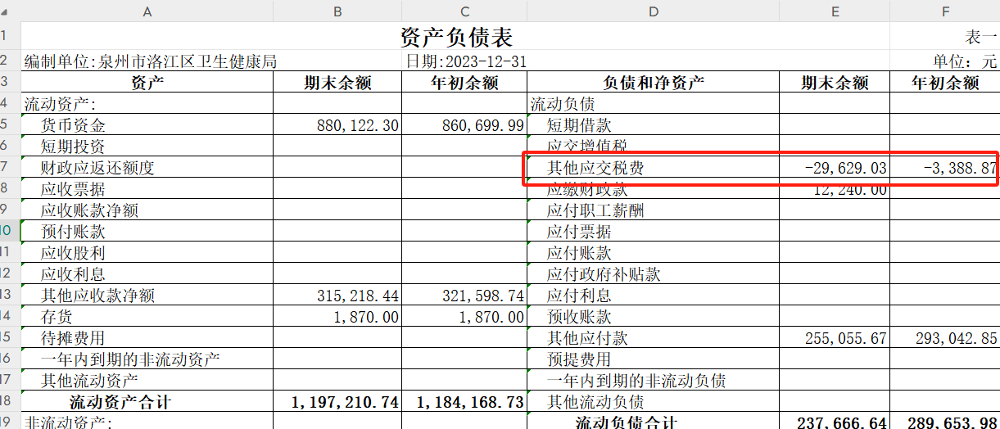 A B C D E F
1 资产负债表 表一
2 编制单位:泉州市洛江区卫生健康局 日期:2023-12-31 单位：元
3 资产 期末余额 年初余额 负债和净资产 期末余额 年初余额
4 流动资产: 流动负债
5 货币资金 880,122.30 860,699.99 短期借款
6 短期投资 应交增值税
7 财政应返还额度 其他应交税费 -29,629.03 -3,388.87
8 应收票据 应缴财政款 12,240.00
9 应收账款净额 应付职工薪酬
10 预付账款 应付票据
11 应收股利 应付账款
12 应收利息 应付政府补贴款
13 其他应收款净额 315,218.44 321,598.74 应付利息
14 存货 1,870.00 1,870.00 预收账款
15 待摊费用 其他应付款 255,055.67 293,042.85
16 一年内到期的非流动资产 预提费用
17 其他流动资产 一年内到期的非流动负债
18 流动资产合计 1,197,210.74 1,184,168.73 其他流动负债
19 非流动资产: 流动负债合计 237,666.64 289,653.98